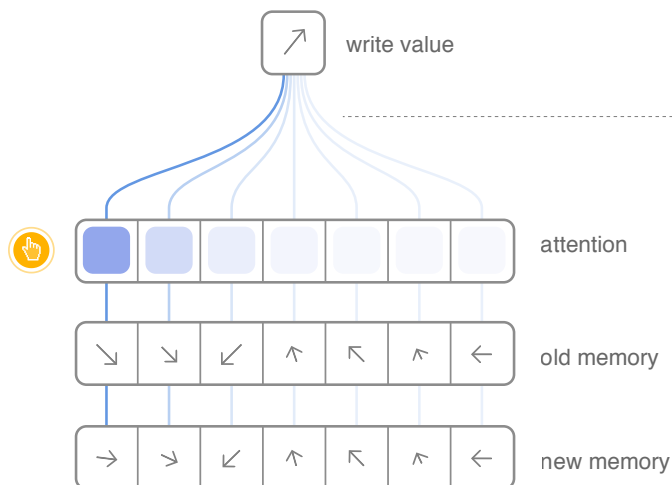 write value
attention
old memory
new memory